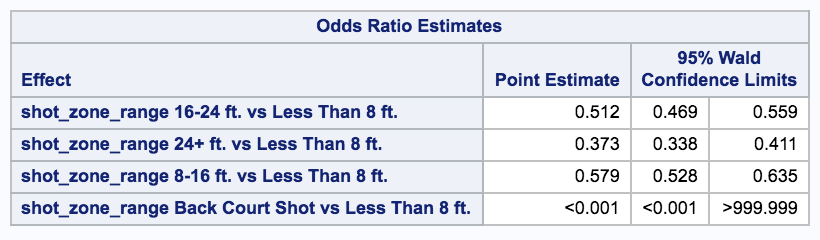 Odds Ratio Estimates
Effect Point Estimate 95% Wald Confidence Limits
shot_zone_range 16-24 ft. vs Less Than 8 ft. 0.512 0.469 0.559
shot_zone_range 24+ ft. vs Less Than 8 ft. 0.373 0.338 0.411
shot_zone_range 8-16 ft. vs Less Than 8 ft. 0.579 0.528 0.635
shot_zone_range Back Court Shot vs Less Than 8 ft. <0.001 <0.001 >999.999